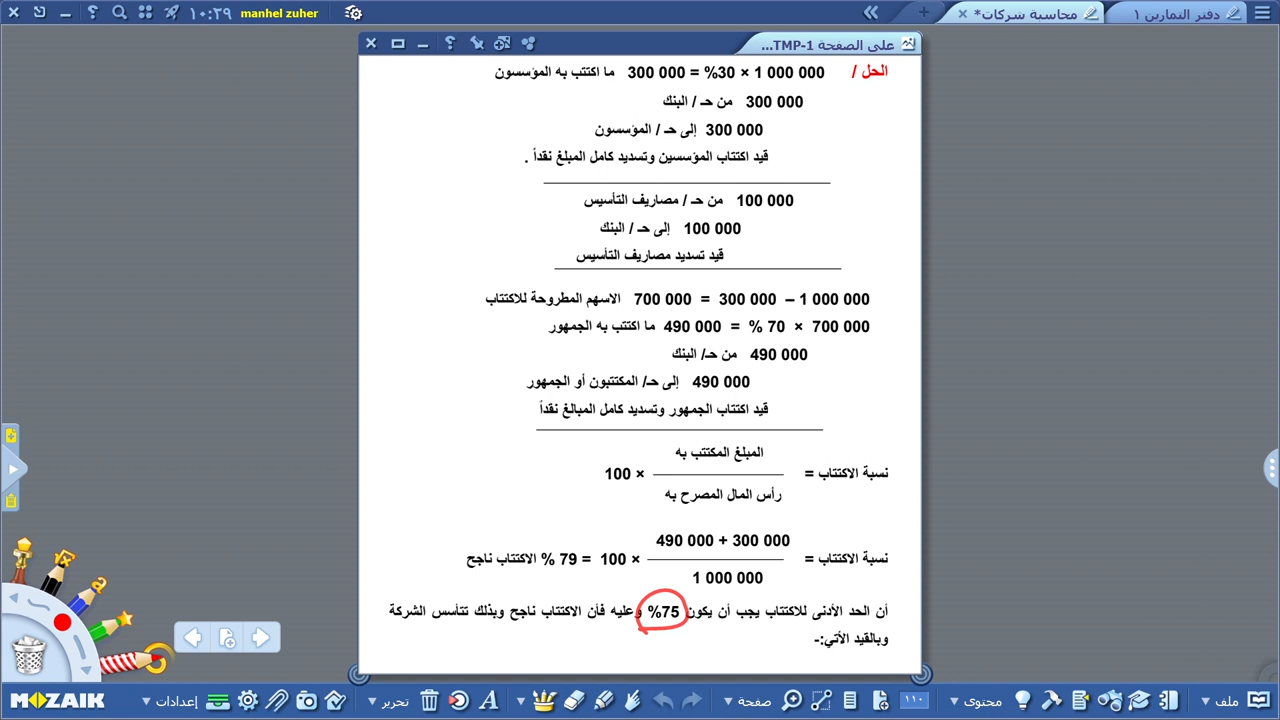 ١٠:٣٩ manhel zuher
محاسبة شركات*
دفتر التمارين ١
على الصفحة TMP-1...
الحل / 1 000 000 × 30% = 300 000 ما اكتتب به المؤسسون
300 000 من حـ / البنك
300 000 إلى حـ / المؤسسون
قيد اكتتاب المؤسسين وتسديد كامل المبلغ نقداً .
100 000 من حـ / مصاريف التأسيس
100 000 إلى حـ / البنك
قيد تسديد مصاريف التأسيس
1 000 000 – 300 000 = 700 000 الاسهم المطروحة للاكتتاب
700 000 × 70 % = 490 000 ما اكتتب به الجمهور
490 000 من حـ/ البنك
490 000 إلى حـ/ المكتتبون أو الجمهور
قيد اكتتاب الجمهور وتسديد كامل المبالغ نقداً
المبلغ المكتتب به
نسبة الاكتتاب = × 100
رأس المال المصرح به
490 000 + 300 000
نسبة الاكتتاب = × 100 = 79 % الاكتتاب ناجح
1 000 000
أن الحد الأدنى للاكتتاب يجب أن يكون 75% وعليه فأن الاكتتاب ناجح وبذلك تتأسس الشركة
وبالقيد الأتي:-
ملف محتوى ١١٠ صفحة تحرير إعدادات MOZAIK